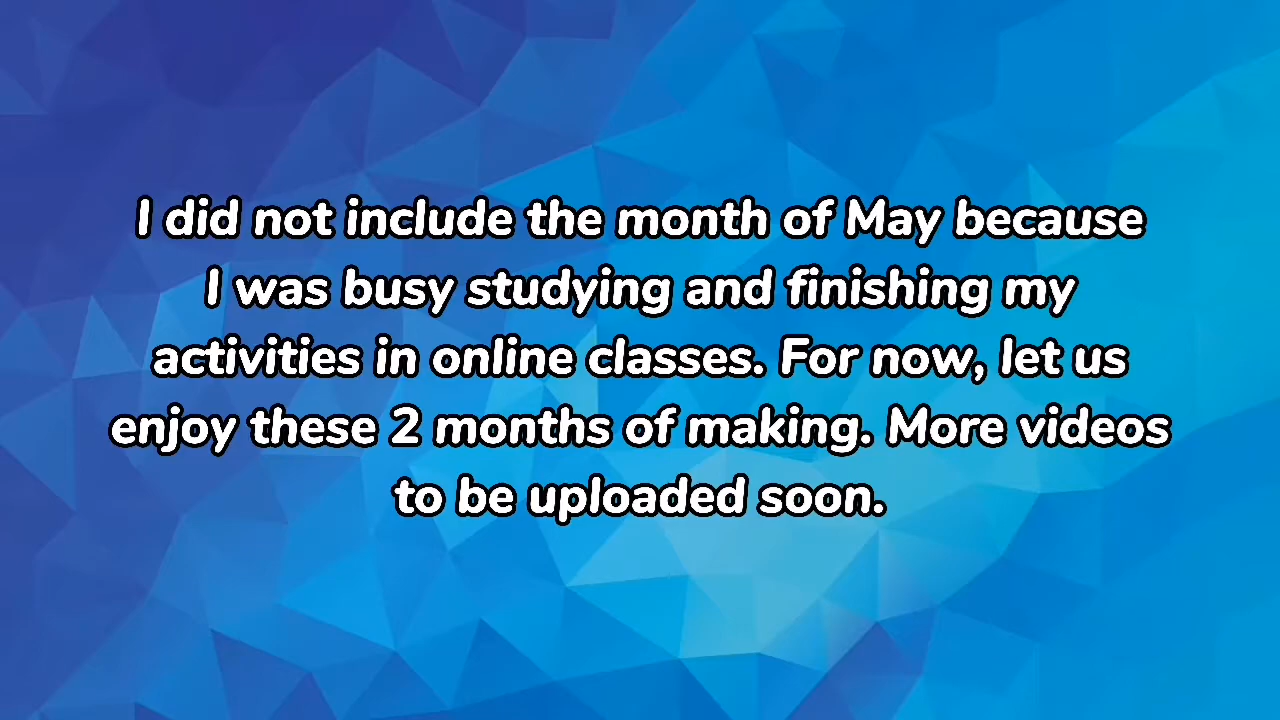 I did not include the month of May because
I was busy studying and finishing my
activities in online classes. For now, let us
enjoy these 2 months of making. More videos
to be uploaded soon.